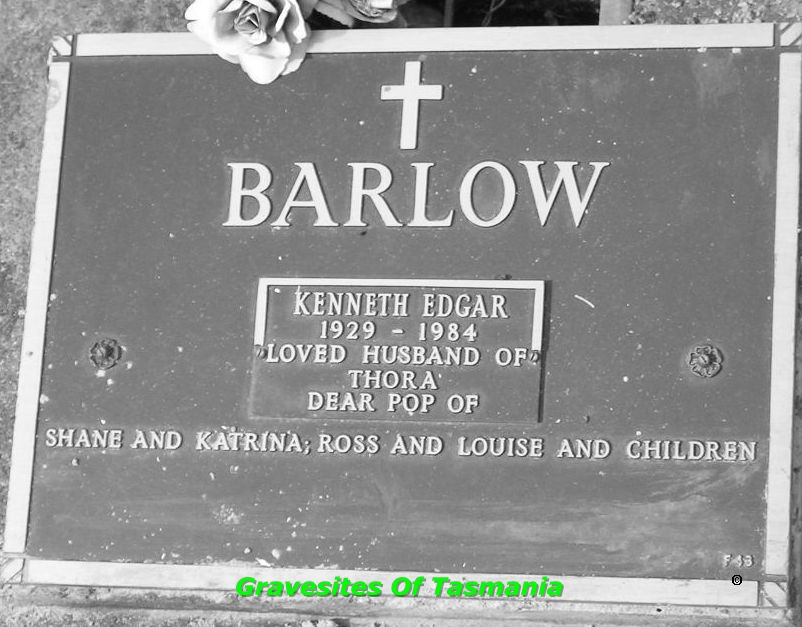 BARLOW
KENNETH EDGAR
1929 - 1984
LOVED HUSBAND OF
THORA
DEAR POP OF
SHANE AND KATRINA; ROSS AND LOUISE AND CHILDREN
F43
Gravesites Of Tasmania
©